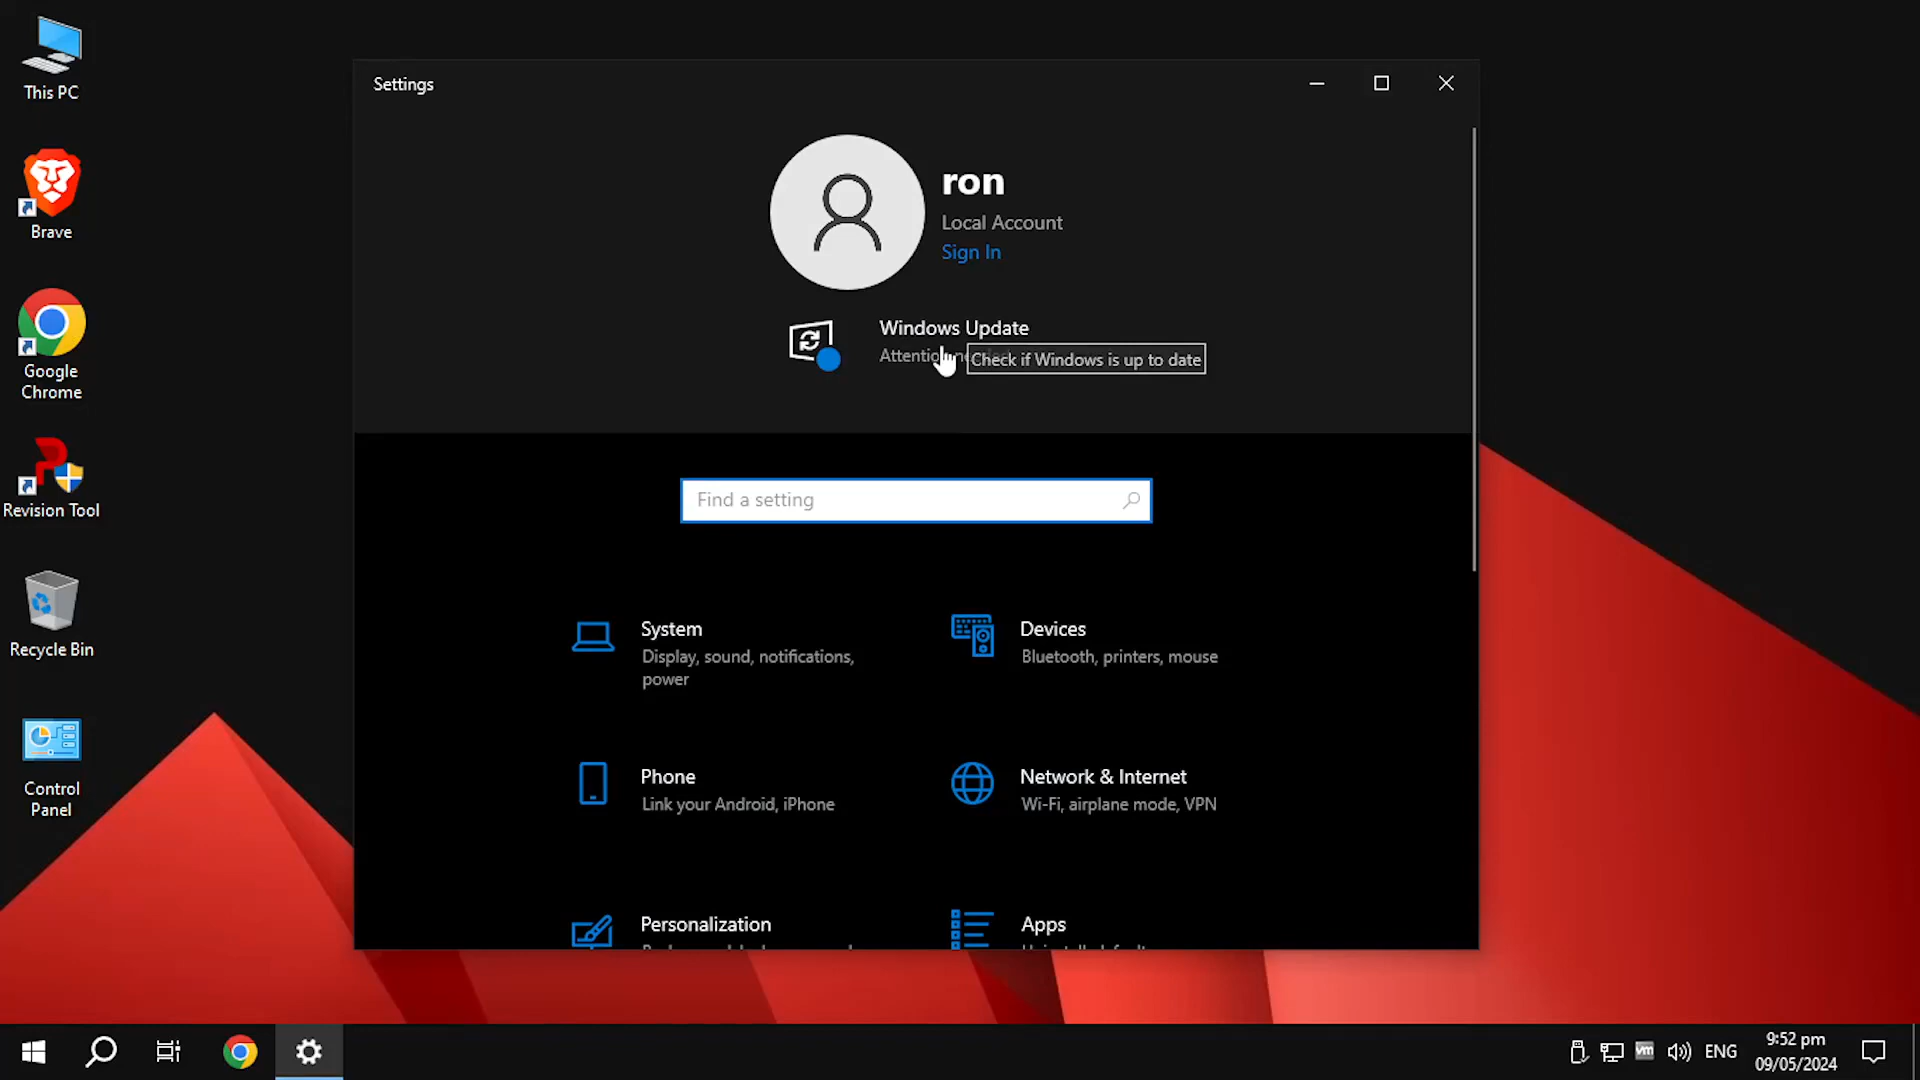 This PC
Brave
Google
Chrome
Revision Tool
Recycle Bin
Control
Panel
Settings
ron
Local Account
Sign In
Windows Update
Check if Windows is up to date
Find a setting
System
Display, sound, notifications,
power
Devices
Bluetooth, printers, mouse
Phone
Link your Android, iPhone
Network & Internet
Wi-Fi, airplane mode, VPN
Personalization
Apps
vm
ENG
9:52 pm
09/05/2024